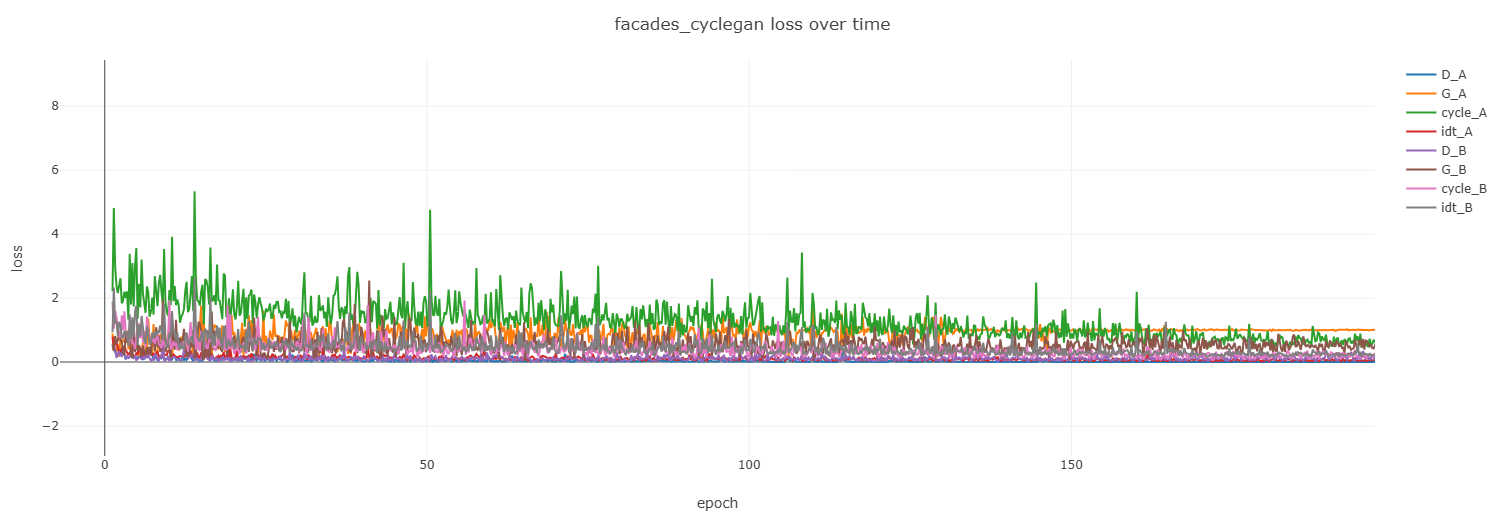 facades_cyclegan loss over time
D_A
G_A
cycle_A
idt_A
D_B
G_B
cycle_B
idt_B
8
6
4
2
0
−2
loss
0
50
100
150
epoch